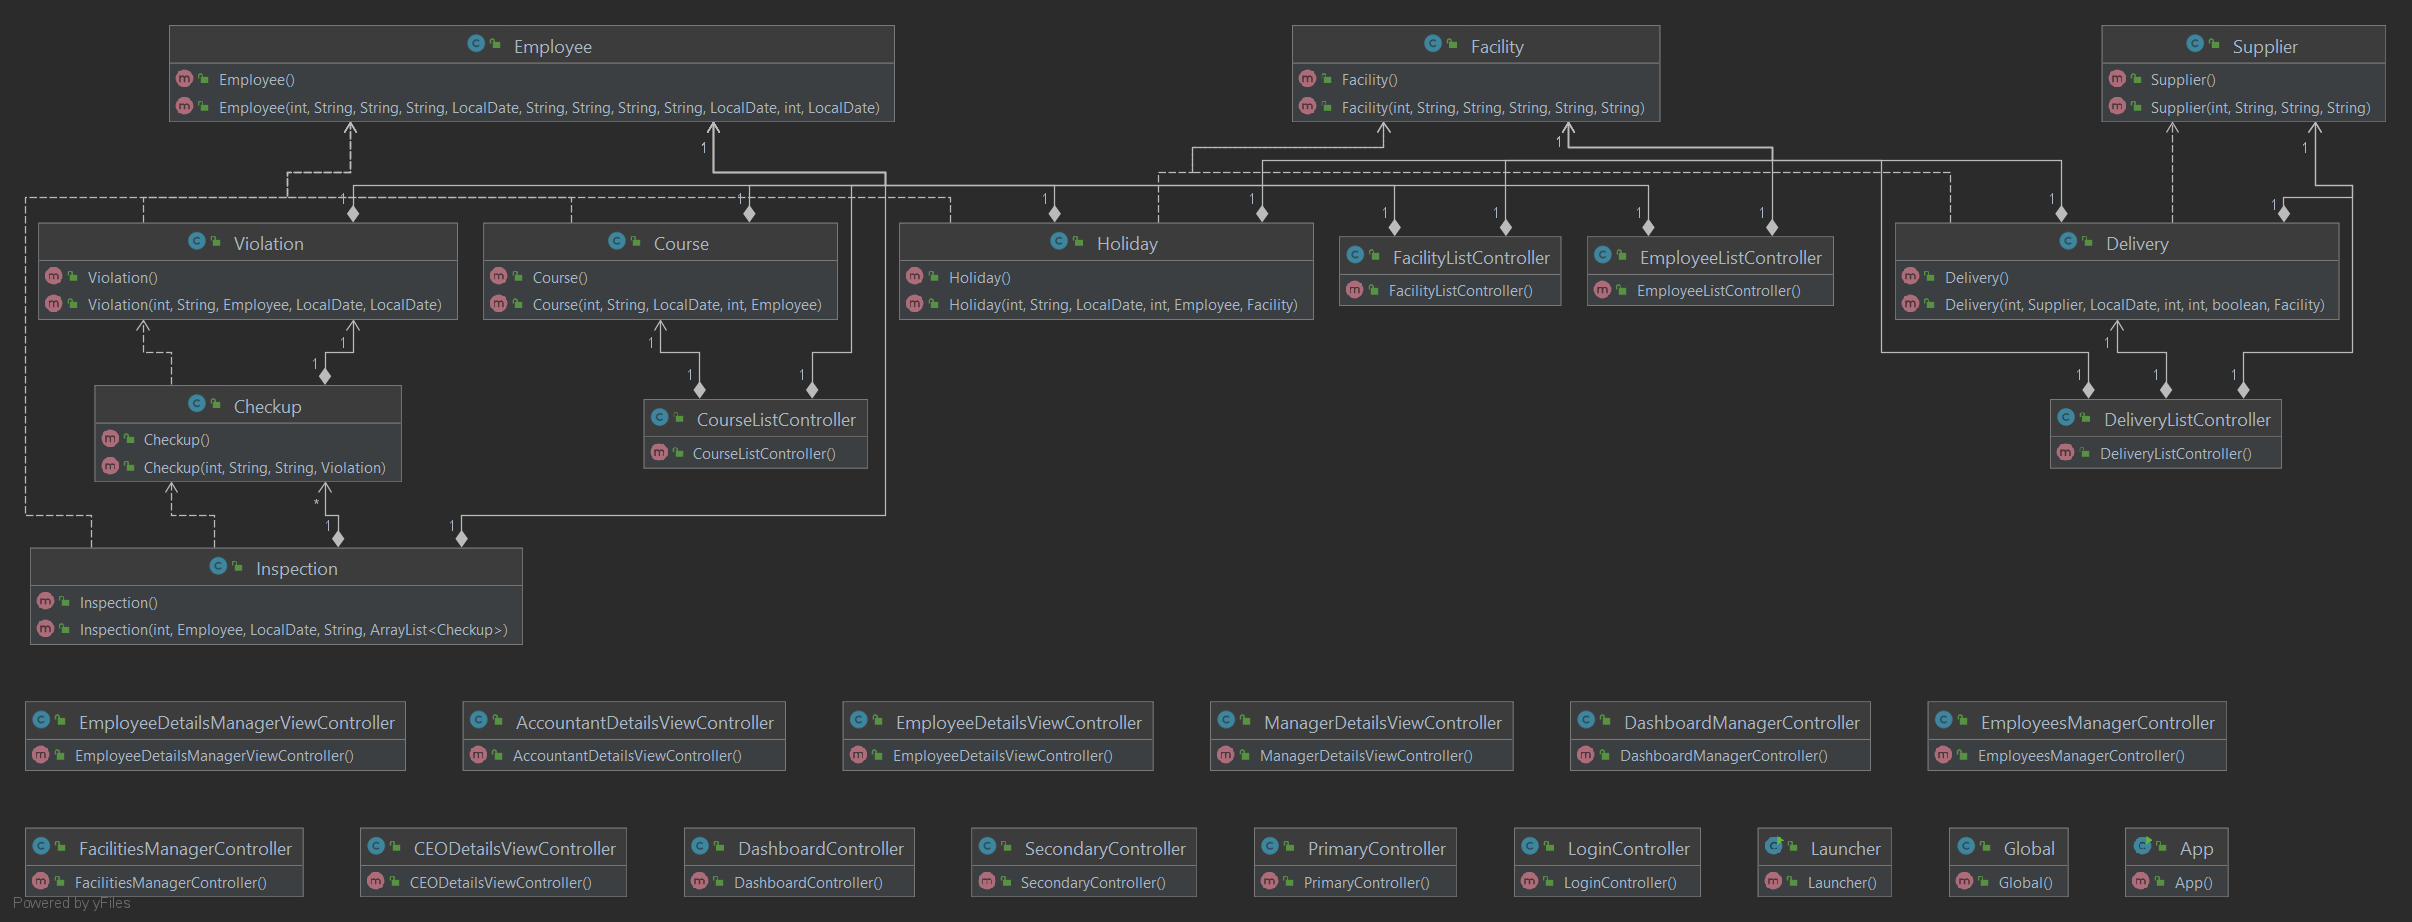 Employee
Employee()
Employee(int, String, String, String, LocalDate, String, String, String, String, LocalDate, int, LocalDate)
Facility
Facility()
Facility(int, String, String, String, String, String)
Supplier
Supplier()
Supplier(int, String, String, String)
1
1
1
1
1
1
1
1
1
1
1
1
1
Violation
Violation()
Violation(int, String, Employee, LocalDate, LocalDate)
Course
Course()
Course(int, String, LocalDate, int, Employee)
Holiday
Holiday()
Holiday(int, String, LocalDate, int, Employee, Facility)
FacilityListController
FacilityListController()
EmployeeListController
EmployeeListController()
Delivery
Delivery()
Delivery(int, Supplier, LocalDate, int, int, boolean, Facility)
1
1
1
1
1
1
1
1
1
Checkup
Checkup()
Checkup(int, String, String, Violation)
CourseListController
CourseListController()
DeliveryListController
DeliveryListController()
*
1
1
Inspection
Inspection()
Inspection(int, Employee, LocalDate, String, ArrayList<Checkup>)
EmployeeDetailsManagerViewController
EmployeeDetailsManagerViewController()
AccountantDetailsViewController
AccountantDetailsViewController()
EmployeeDetailsViewController
EmployeeDetailsViewController()
ManagerDetailsViewController
ManagerDetailsViewController()
DashboardManagerController
DashboardManagerController()
EmployeesManagerController
EmployeesManagerController()
FacilitiesManagerController
FacilitiesManagerController()
CEODetailsViewController
CEODetailsViewController()
DashboardController
DashboardController()
SecondaryController
SecondaryController()
PrimaryController
PrimaryController()
LoginController
LoginController()
Launcher
Launcher()
Global
Global()
App
App()
Powered by yFiles